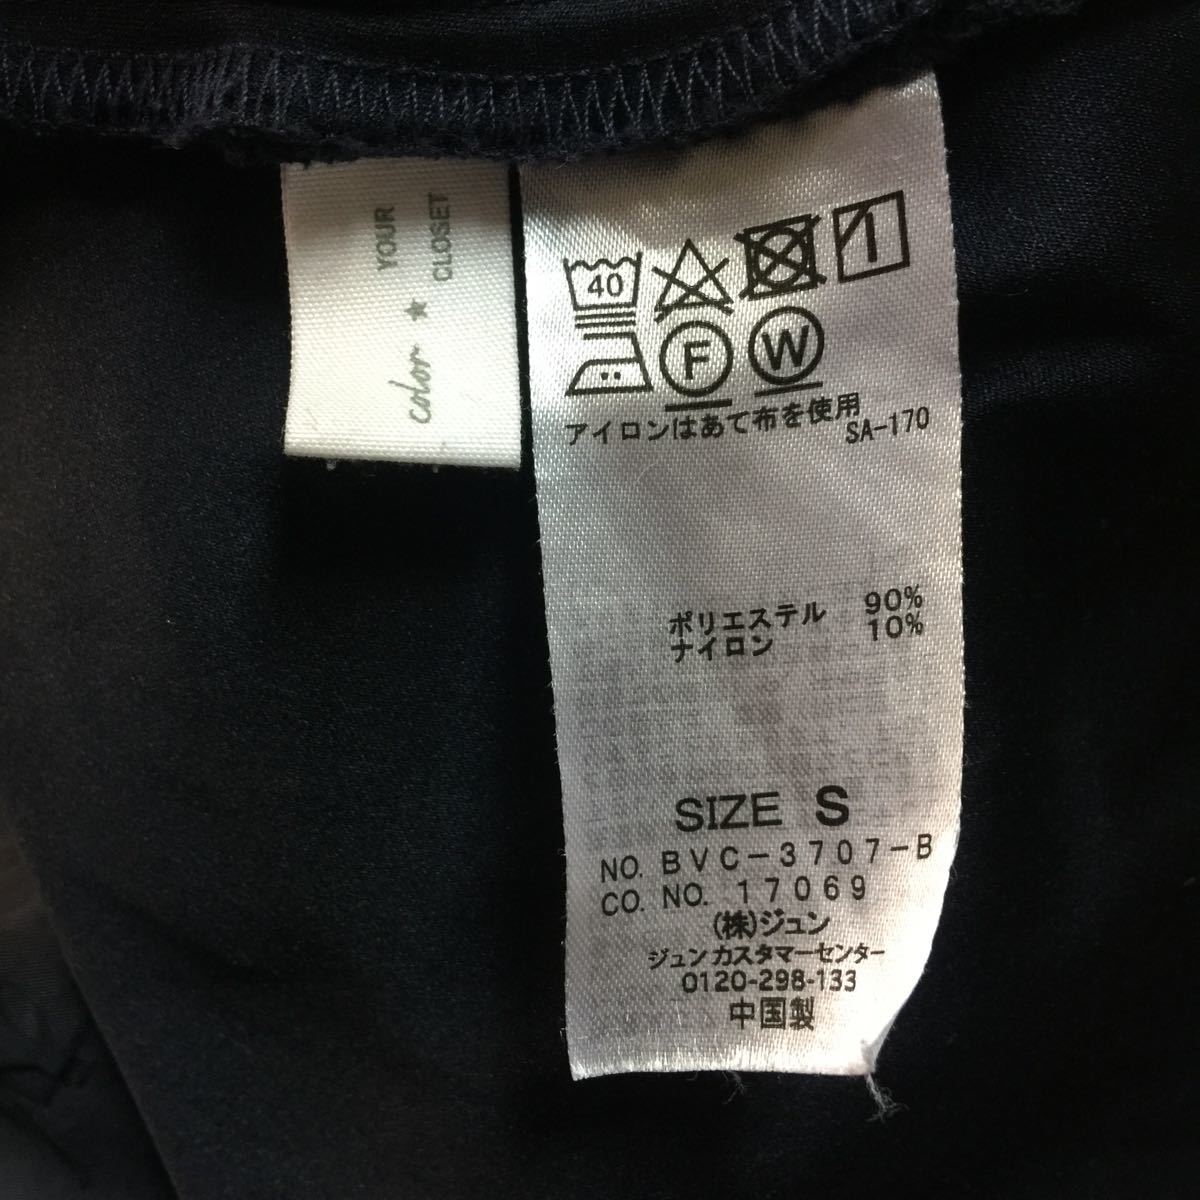 color ★ YOUR CLOSET
40
F W
アイロンはあて布を使用
SA-170
ポリエステル 90%
ナイロン 10%
SIZE S
NO. BVC-3707-B
CO. NO. 17069
(株)ジュン
ジュンカスタマーセンター
0120-298-133
中国製